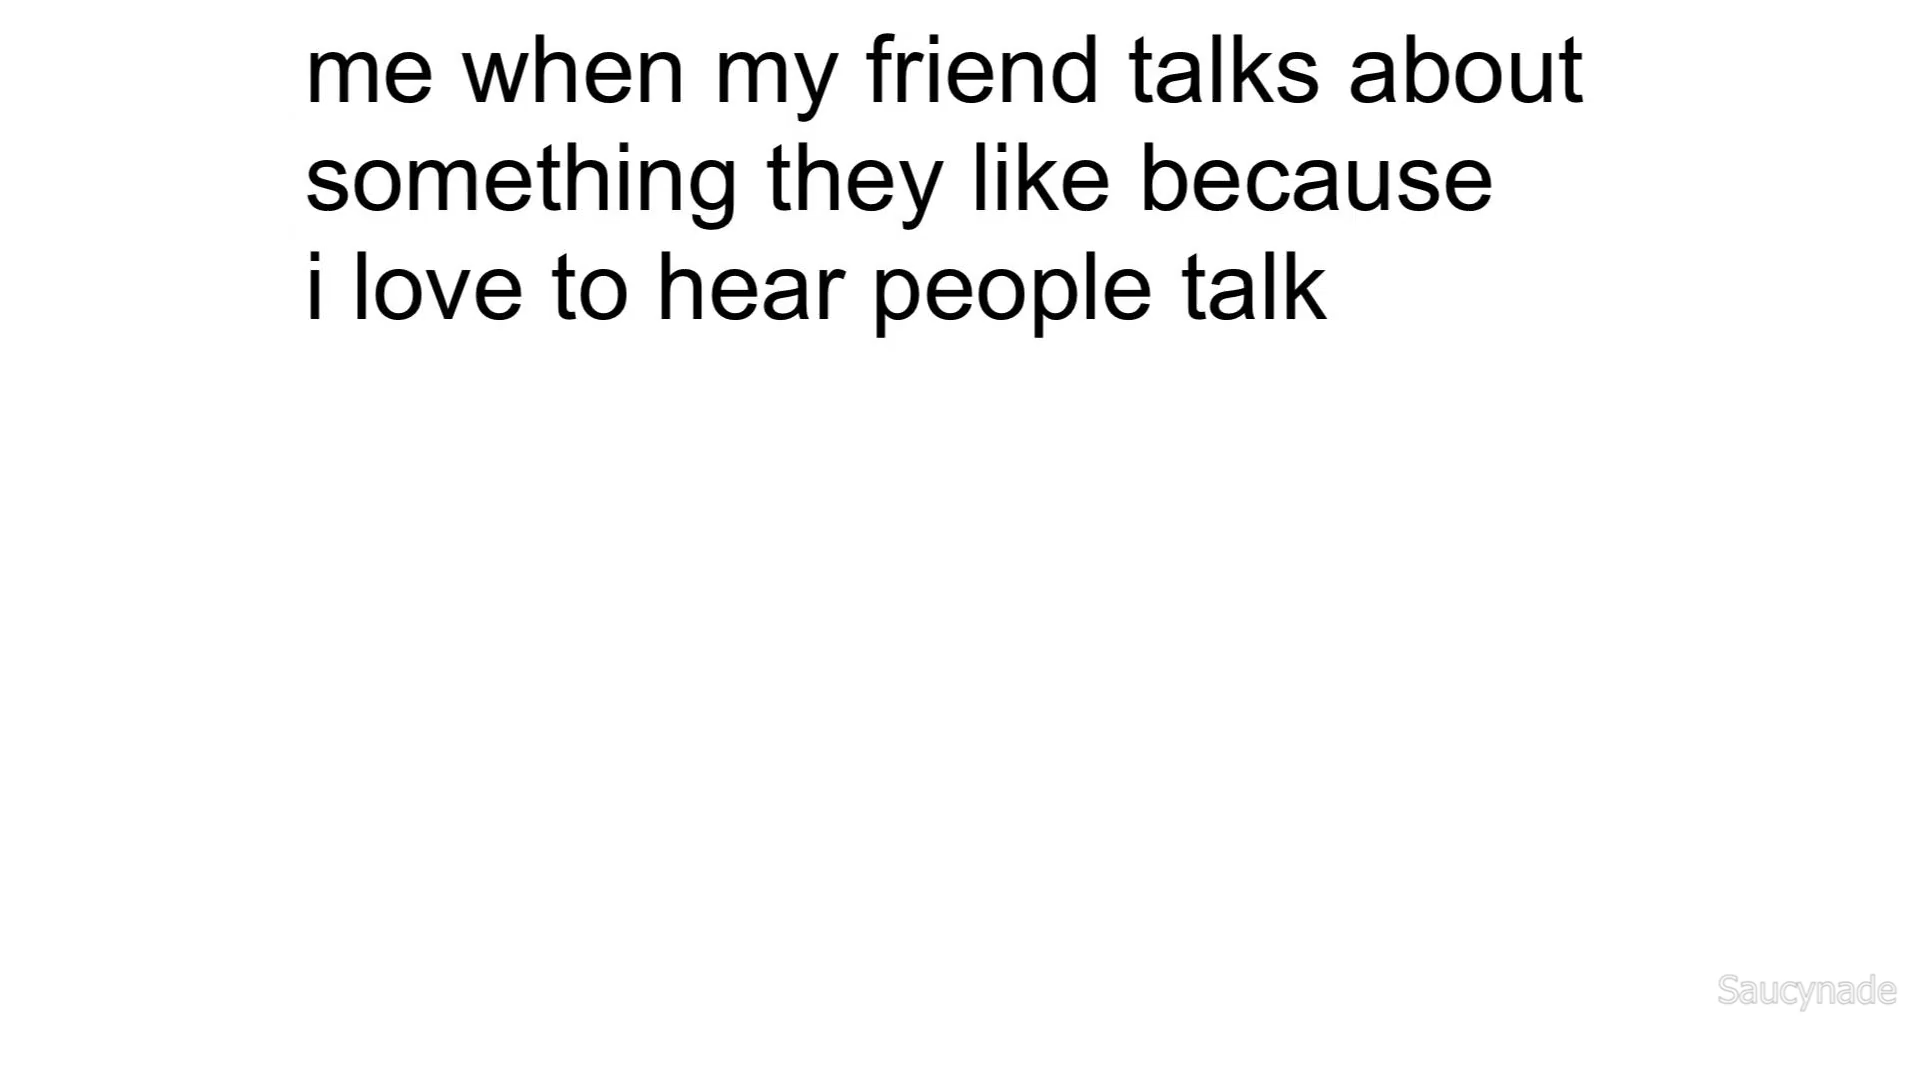 me when my friend talks about
something they like because
i love to hear people talk
Saucynade